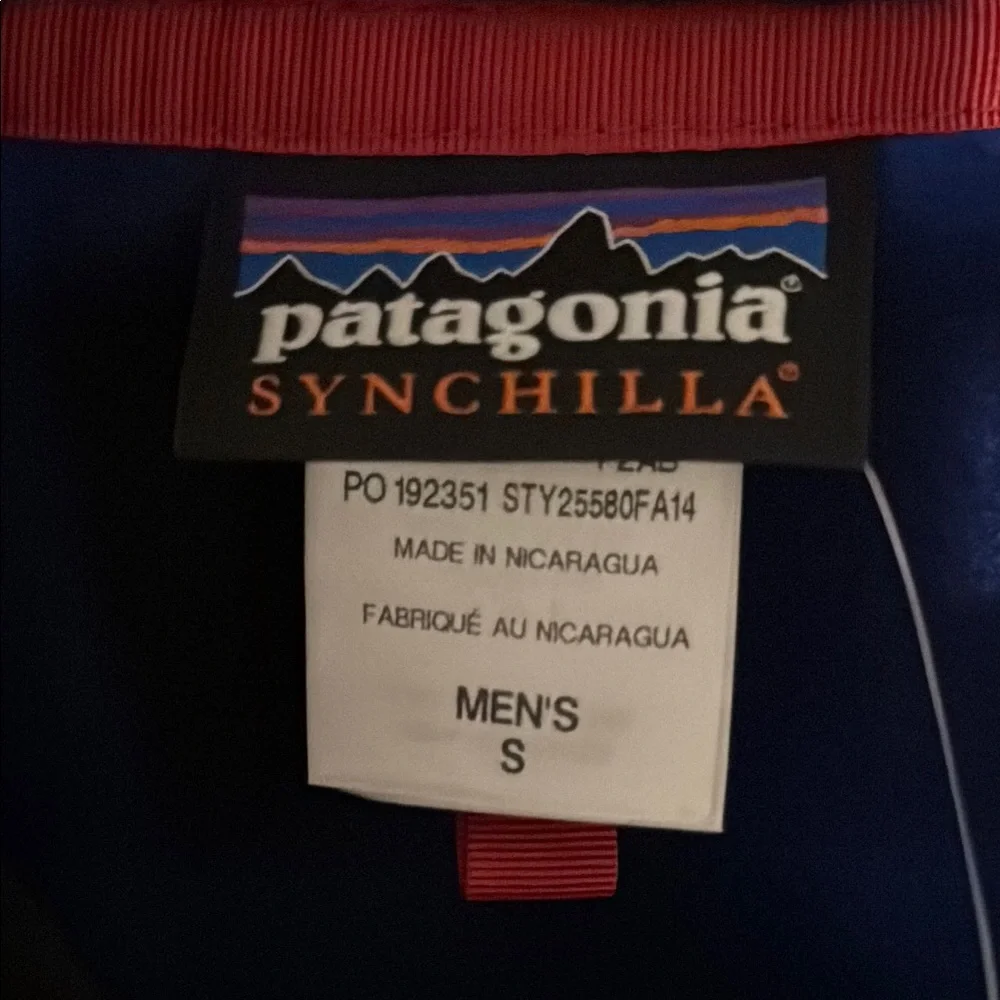 patagonia®
SYNCHILLA®
PO 192351 STY25580FA14
MADE IN NICARAGUA
FABRIQUÉ AU NICARAGUA
MEN'S
S